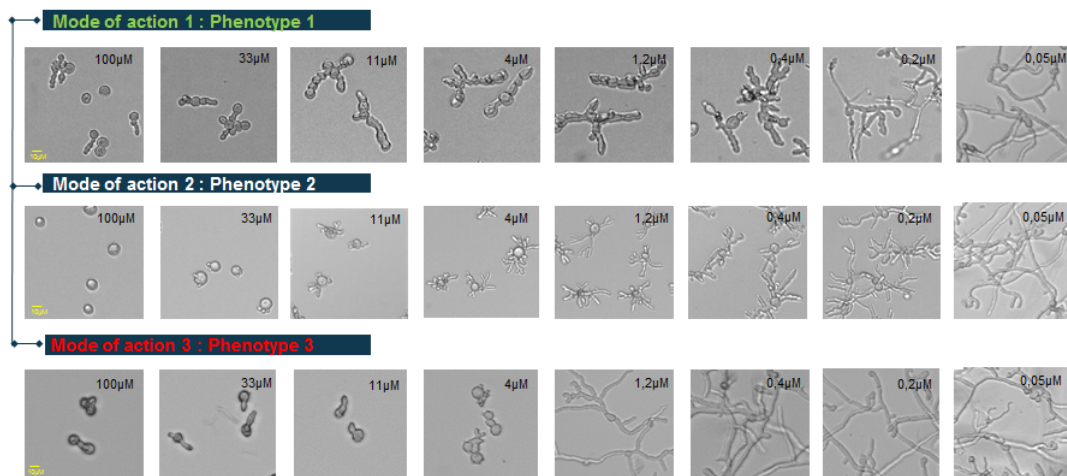 Mode of action 1 : Phenotype 1
100µM 33µM 11µM 4µM 1,2µM 0,4µM 0,2µM 0,05µM
10µM
Mode of action 2 : Phenotype 2
100µM 33µM 11µM 4µM 1,2µM 0,4µM 0,2µM 0,05µM
10µM
Mode of action 3 : Phenotype 3
100µM 33µM 11µM 4µM 1,2µM 0,4µM 0,2µM 0,05µM
10µM